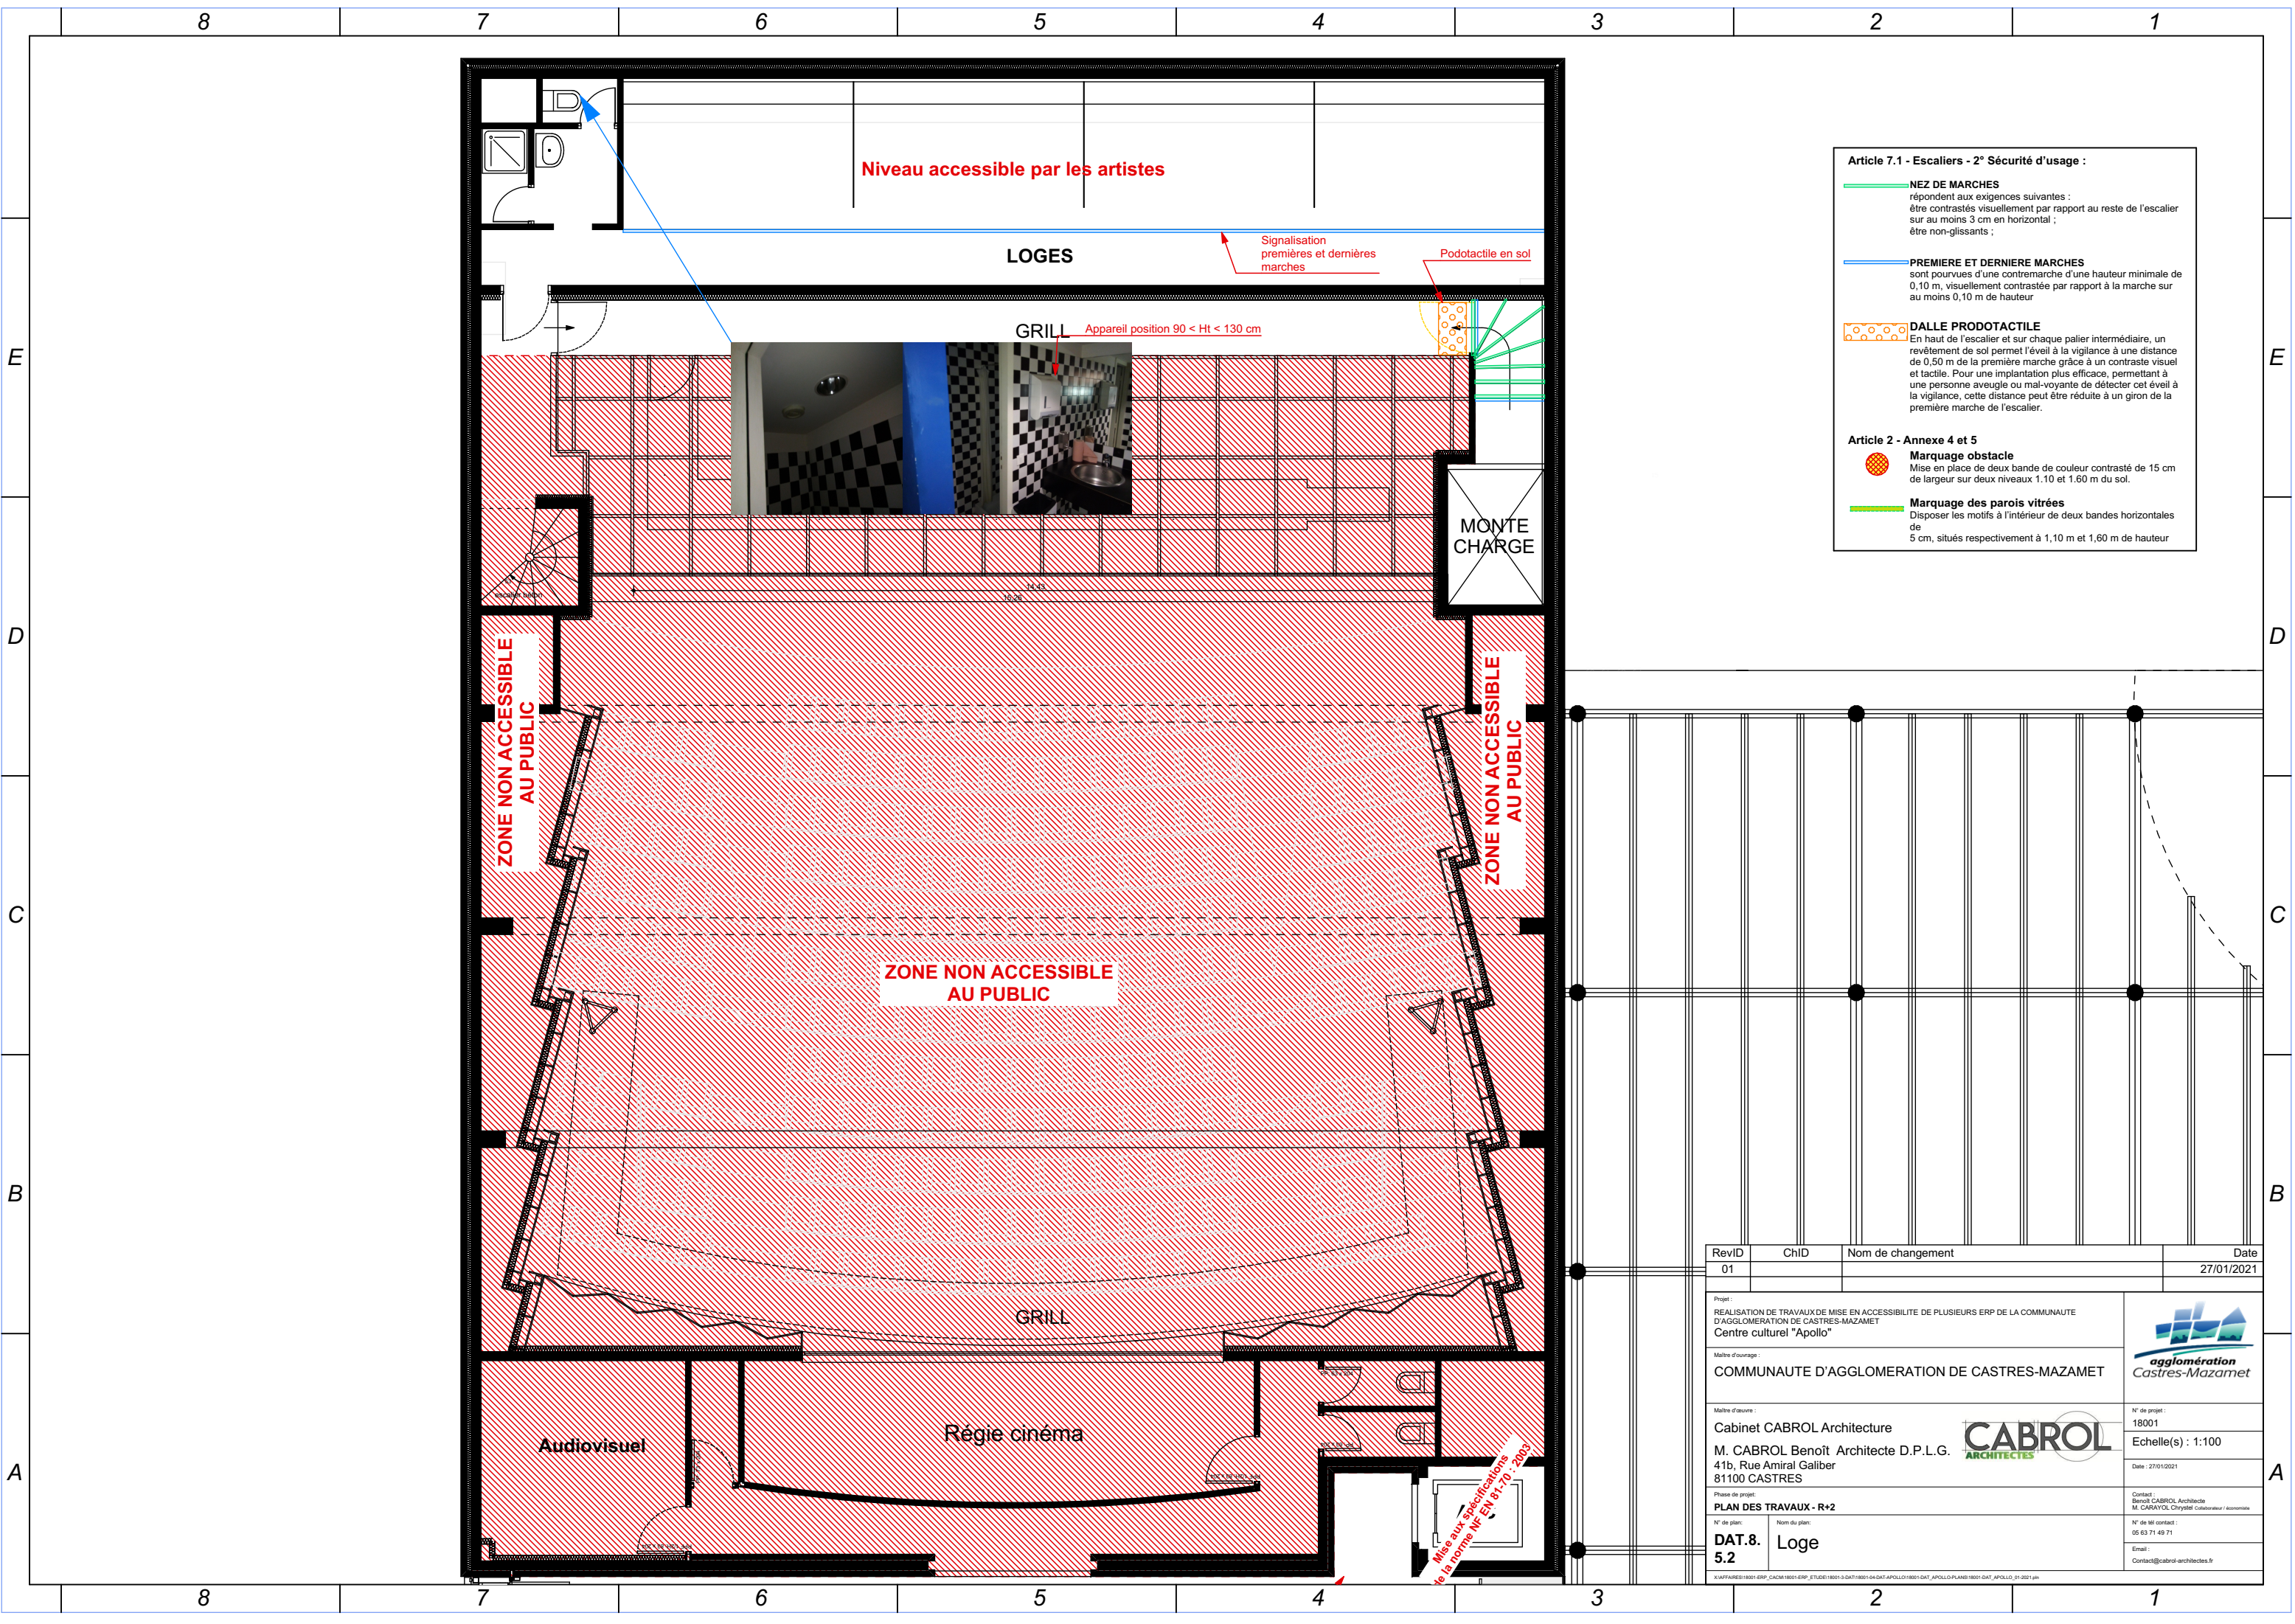 8 7 6 5 4 3 2 1
Niveau accessible par les artistes
LOGES
Signalisation
premières et dernières
marches
Podotactile en sol
GRILL
Appareil position 90 < Ht < 130 cm
MONTE
CHARGE
escalier béton
14,43
15,26
ZONE NON ACCESSIBLE
AU PUBLIC
ZONE NON ACCESSIBLE
AU PUBLIC
ZONE NON ACCESSIBLE
AU PUBLIC
GRILL
Audiovisuel
Régie cinéma
Mise aux spécifications
de la norme NF EN 81-70 : 2003
E
D
C
B
A
E
D
C
B
A
Article 7.1 - Escaliers - 2° Sécurité d'usage :
NEZ DE MARCHES
répondent aux exigences suivantes :
être contrastés visuellement par rapport au reste de l'escalier
sur au moins 3 cm en horizontal ;
être non-glissants ;
PREMIERE ET DERNIERE MARCHES
sont pourvues d'une contremarche d'une hauteur minimale de
0,10 m, visuellement contrastée par rapport à la marche sur
au moins 0,10 m de hauteur
DALLE PRODOTACTILE
En haut de l'escalier et sur chaque palier intermédiaire, un
revêtement de sol permet l'éveil à la vigilance à une distance
de 0,50 m de la première marche grâce à un contraste visuel
et tactile. Pour une implantation plus efficace, permettant à
une personne aveugle ou mal-voyante de détecter cet éveil à
la vigilance, cette distance peut être réduite à un giron de la
première marche de l'escalier.
Article 2 - Annexe 4 et 5
Marquage obstacle
Mise en place de deux bande de couleur contrasté de 15 cm
de largeur sur deux niveaux 1.10 et 1.60 m du sol.
Marquage des parois vitrées
Disposer les motifs à l'intérieur de deux bandes horizontales
de
5 cm, situés respectivement à 1,10 m et 1,60 m de hauteur
RevID ChID Nom de changement Date
01 27/01/2021
Projet :
REALISATION DE TRAVAUX DE MISE EN ACCESSIBILITE DE PLUSIEURS ERP DE LA COMMUNAUTE
D'AGGLOMERATION DE CASTRES-MAZAMET
Centre culturel "Apollo"
agglomération
Castres-Mazamet
Maître d'ouvrage :
COMMUNAUTE D'AGGLOMERATION DE CASTRES-MAZAMET
Maître d'œuvre :
Cabinet CABROL Architecture
M. CABROL Benoît Architecte D.P.L.G.
41b, Rue Amiral Galiber
81100 CASTRES
CABROL
ARCHITECTES
N° de projet :
18001
Echelle(s) : 1:100
Date : 27/01/2021
Phase de projet:
PLAN DES TRAVAUX - R+2
Contact :
Benoît CABROL Architecte
M. CARAYOL Chrystel Collaborateur / économiste
N° de plan:
DAT.8.
5.2
Nom du plan:
Loge
N° de tél contact :
05 63 71 49 71
Email :
Contact@cabrol-architectes.fr
8 7 6 5 4 3 2 1